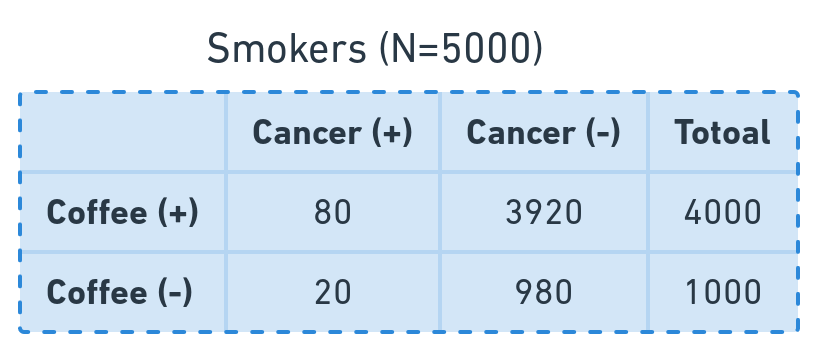 Smokers (N=5000)
Cancer (+) Cancer (-) Totoal
Coffee (+) 80 3920 4000
Coffee (-) 20 980 1000